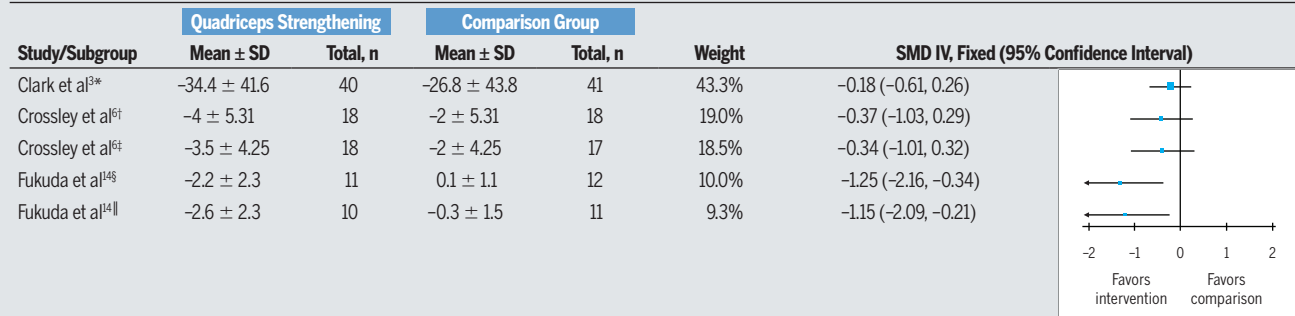 Quadriceps Strengthening Comparison Group
Study/Subgroup Mean ± SD Total, n Mean ± SD Total, n Weight SMD IV, Fixed (95% Confidence Interval)
Clark et al³* –34.4 ± 41.6 40 –26.8 ± 43.8 41 43.3% –0.18 (–0.61, 0.26)
Crossley et al⁶† –4 ± 5.31 18 –2 ± 5.31 18 19.0% –0.37 (–1.03, 0.29)
Crossley et al⁶‡ –3.5 ± 4.25 18 –2 ± 4.25 17 18.5% –0.34 (–1.01, 0.32)
Fukuda et al¹⁴§ –2.2 ± 2.3 11 0.1 ± 1.1 12 10.0% –1.25 (–2.16, –0.34)
Fukuda et al¹⁴‖ –2.6 ± 2.3 10 –0.3 ± 1.5 11 9.3% –1.15 (–2.09, –0.21)
–2 –1 0 1 2
Favors Favors
intervention comparison